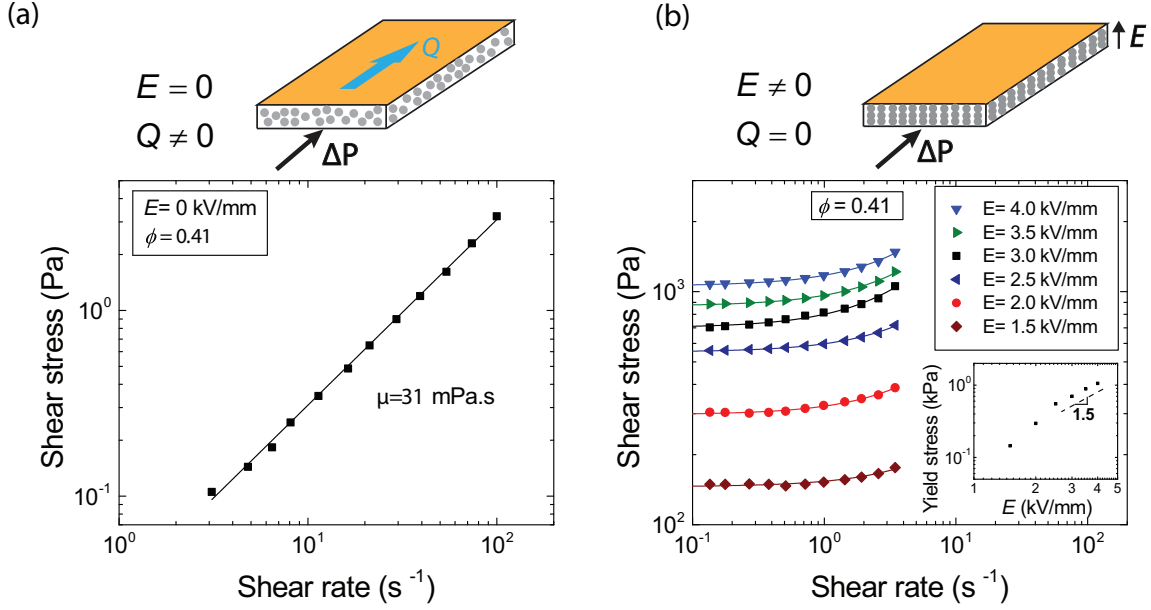 (a)
Q
E = 0
Q ≠ 0
ΔP
E= 0 kV/mm
ϕ = 0.41
μ=31 mPa.s
10⁰
10⁻¹
10⁰
10¹
10²
Shear stress (Pa)
Shear rate (s⁻¹)
(b)
E
E ≠ 0
Q = 0
ΔP
ϕ = 0.41
E= 4.0 kV/mm
E= 3.5 kV/mm
E= 3.0 kV/mm
E= 2.5 kV/mm
E= 2.0 kV/mm
E= 1.5 kV/mm
10³
10²
10⁻¹
10⁰
10¹
10²
Shear stress (Pa)
Shear rate (s⁻¹)
Yield stress (kPa)
10⁰
10⁻¹
1.5
1
2
3
4
5
E (kV/mm)